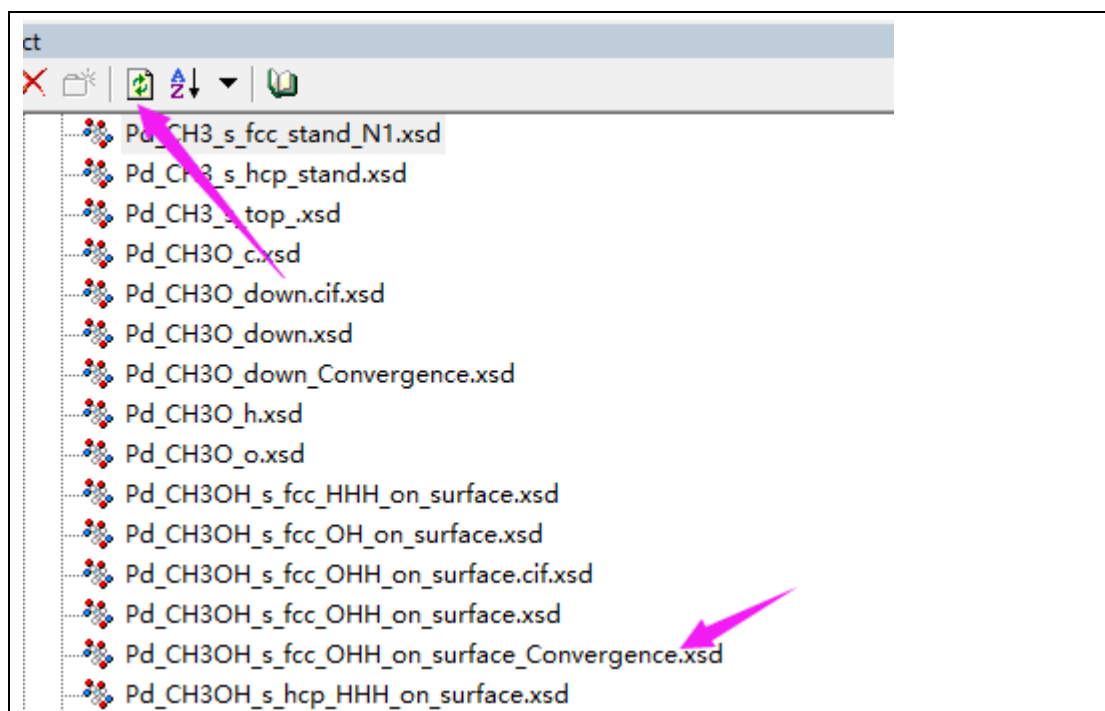 ct
Pd_CH3_s_fcc_stand_N1.xsd
Pd_CH3_s_hcp_stand.xsd
Pd_CH3_s_top_.xsd
Pd_CH3O_c.xsd
Pd_CH3O_down.cif.xsd
Pd_CH3O_down.xsd
Pd_CH3O_down_Convergence.xsd
Pd_CH3O_h.xsd
Pd_CH3O_o.xsd
Pd_CH3OH_s_fcc_HHH_on_surface.xsd
Pd_CH3OH_s_fcc_OH_on_surface.xsd
Pd_CH3OH_s_fcc_OHH_on_surface.cif.xsd
Pd_CH3OH_s_fcc_OHH_on_surface.xsd
Pd_CH3OH_s_fcc_OHH_on_surface_Convergence.xsd
Pd_CH3OH_s_hcp_HHH_on_surface.xsd